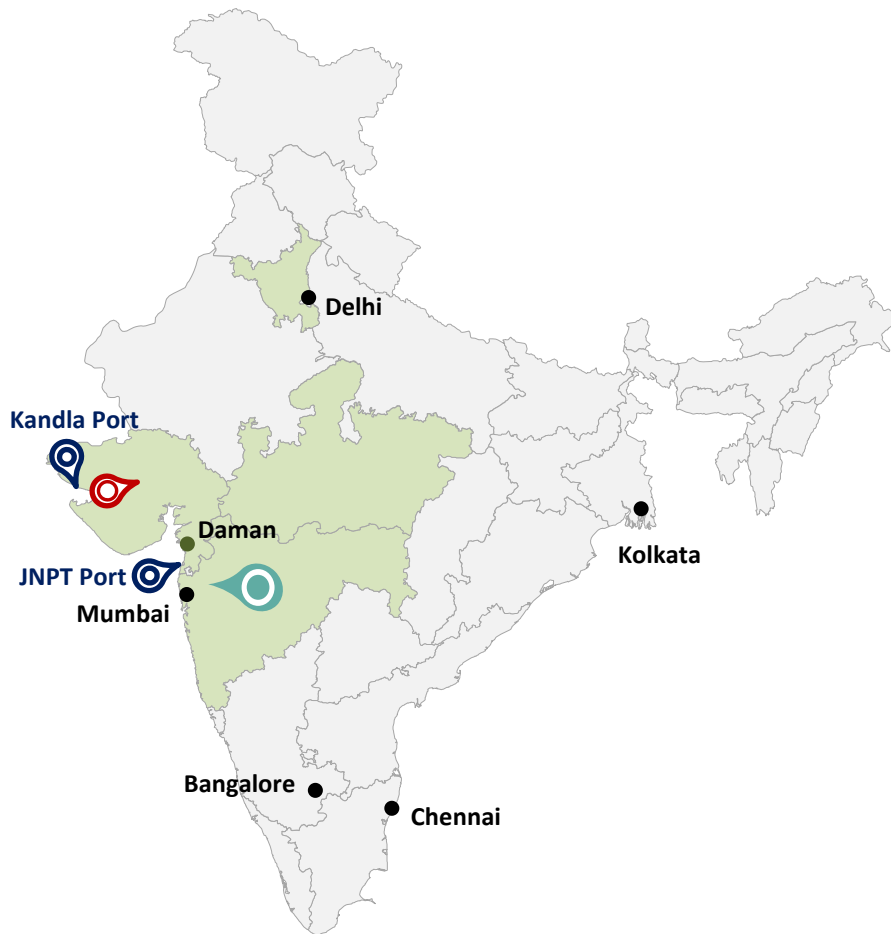 Delhi
Kandla Port
Daman
Kolkata
JNPT Port
Mumbai
Bangalore
Chennai